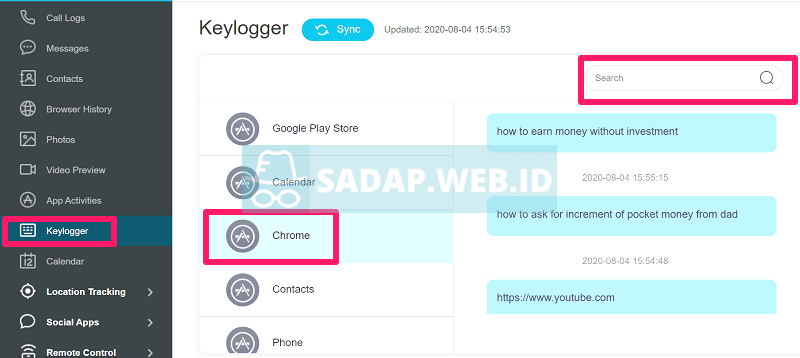 Call Logs
Messages
Contacts
Browser History
Photos
Video Preview
App Activities
Keylogger
Calendar
Location Tracking
Social Apps
Remote Control
Keylogger
Sync
Updated: 2020-08-04 15:54:53
Search
Google Play Store
Calendar
Chrome
Contacts
Phone
how to earn money without investment
2020-08-04 15:55:15
how to ask for increment of pocket money from dad
2020-08-04 15:54:48
https://www.youtube.com
SADAP.WEB.ID
12